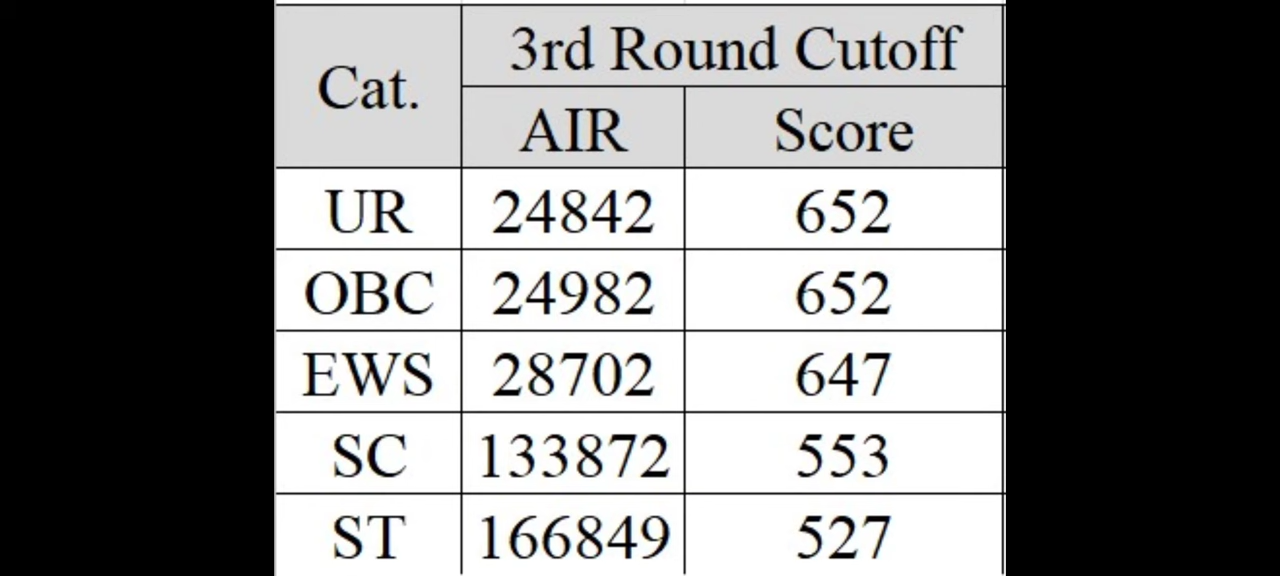 Cat.
3rd Round Cutoff
AIR Score
UR 24842 652
OBC 24982 652
EWS 28702 647
SC 133872 553
ST 166849 527